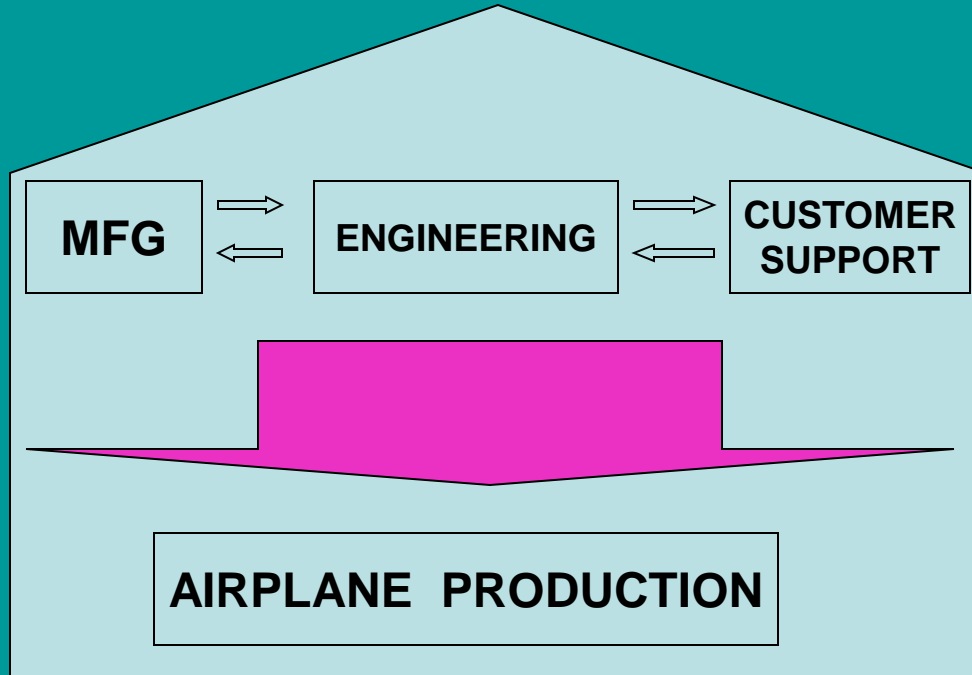 MFG
ENGINEERING
CUSTOMER
SUPPORT
AIRPLANE PRODUCTION